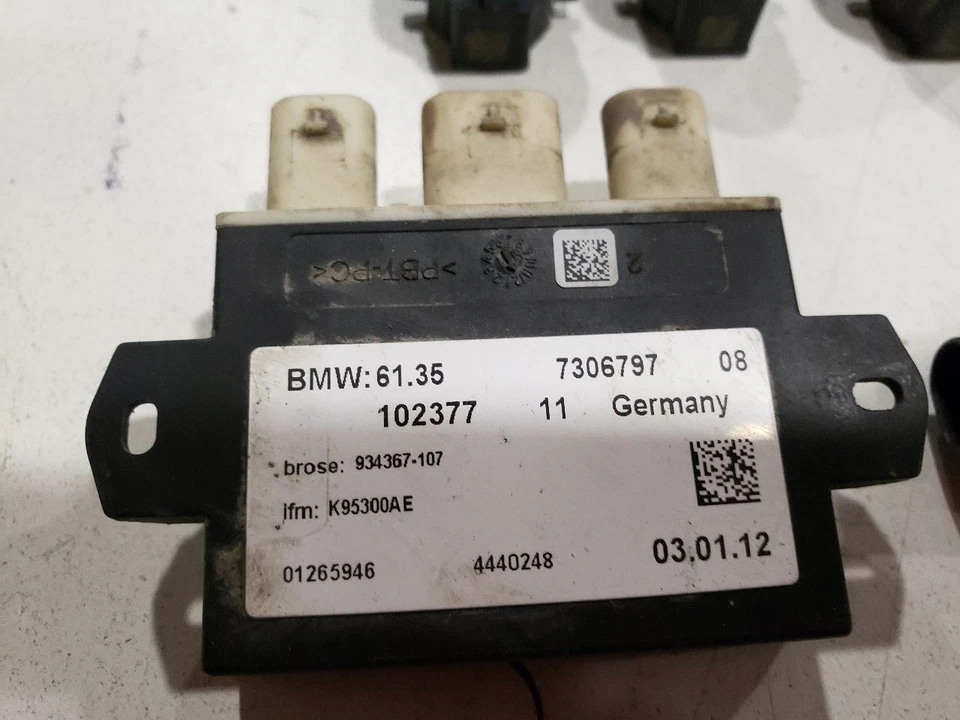 >PBT-PC< 2
BMW: 61.35 7306797 08
102377 11 Germany
brose: 934367-107
ifm: K95300AE
01265946 4440248 03.01.12